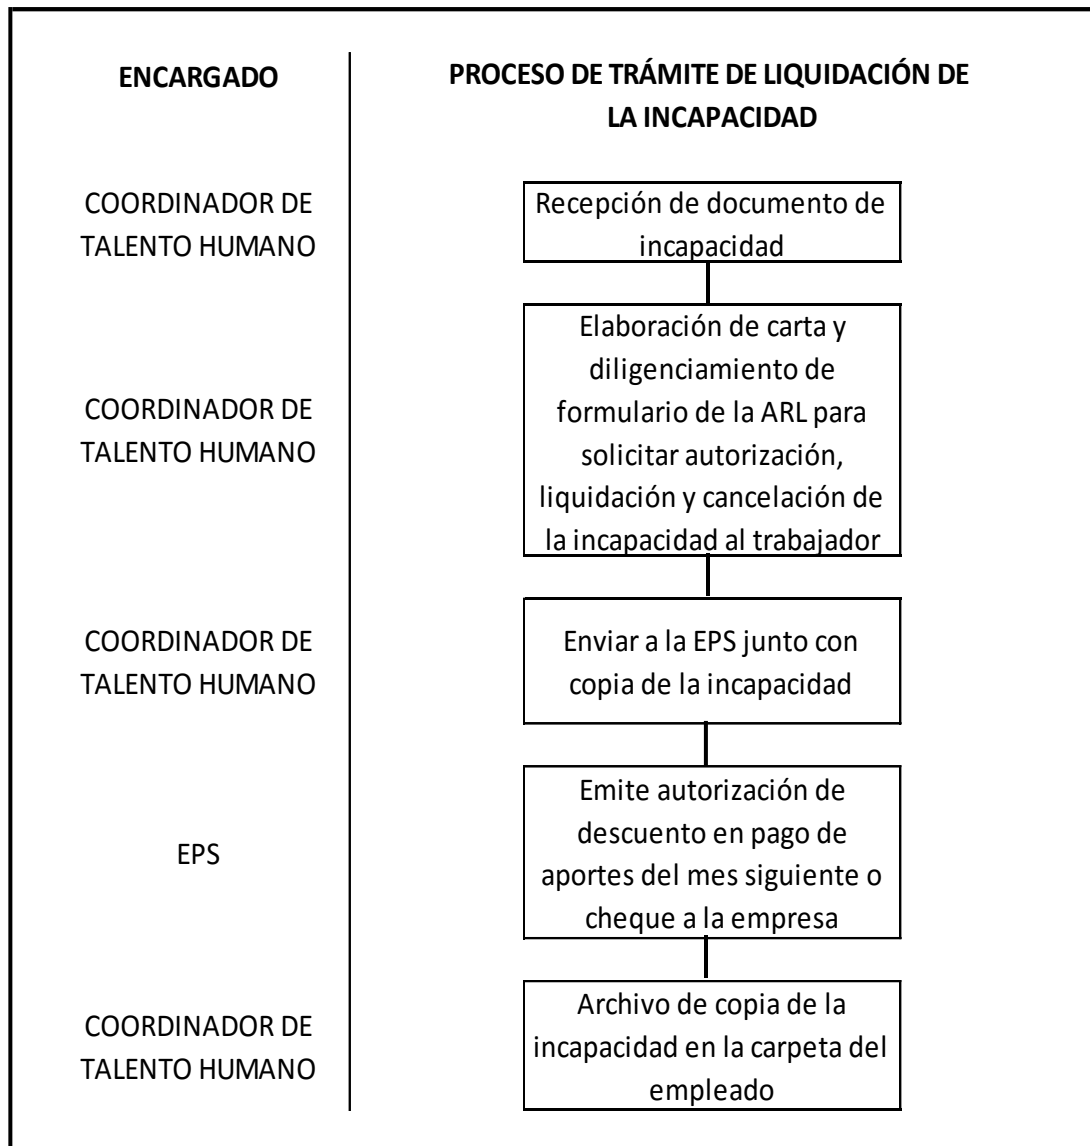 ENCARGADO
PROCESO DE TRÁMITE DE LIQUIDACIÓN DE
LA INCAPACIDAD
COORDINADOR DE
TALENTO HUMANO
Recepción de documento de
incapacidad
COORDINADOR DE
TALENTO HUMANO
Elaboración de carta y
diligenciamiento de
formulario de la ARL para
solicitar autorización,
liquidación y cancelación de
la incapacidad al trabajador
COORDINADOR DE
TALENTO HUMANO
Enviar a la EPS junto con
copia de la incapacidad
EPS
Emite autorización de
descuento en pago de
aportes del mes siguiente o
cheque a la empresa
COORDINADOR DE
TALENTO HUMANO
Archivo de copia de la
incapacidad en la carpeta del
empleado